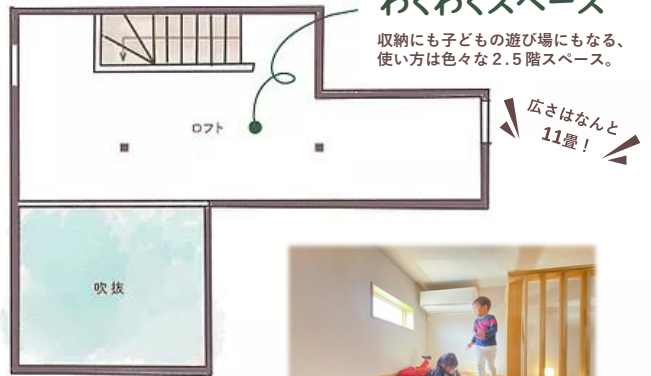 わくわくスペース
収納にも子どもの遊び場にもなる、
使い方は色々な2.5階スペース。
広さはなんと
11畳！
ロフト
吹抜